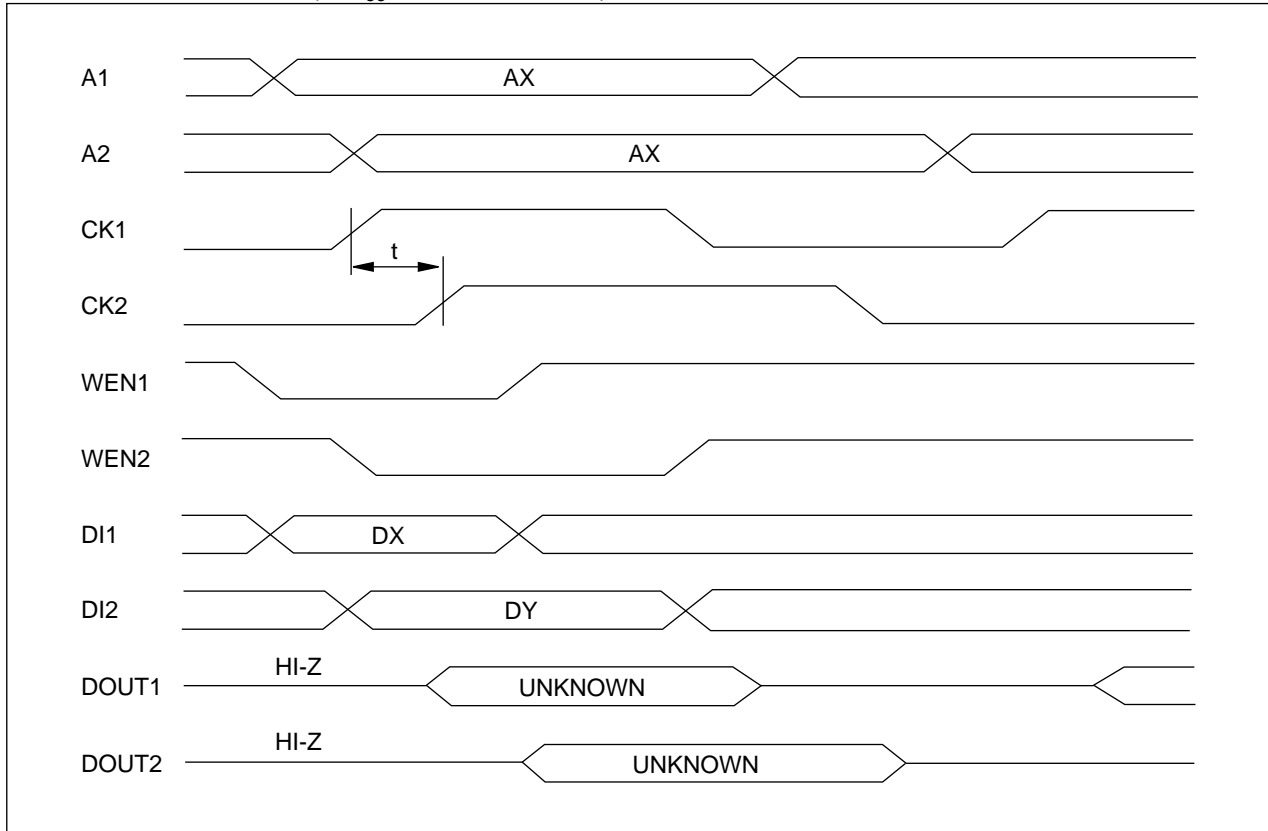 A1 AX
A2 AX
CK1
t
CK2
WEN1
WEN2
DI1 DX
DI2 DY
HI-Z
DOUT1 UNKNOWN
HI-Z
DOUT2 UNKNOWN